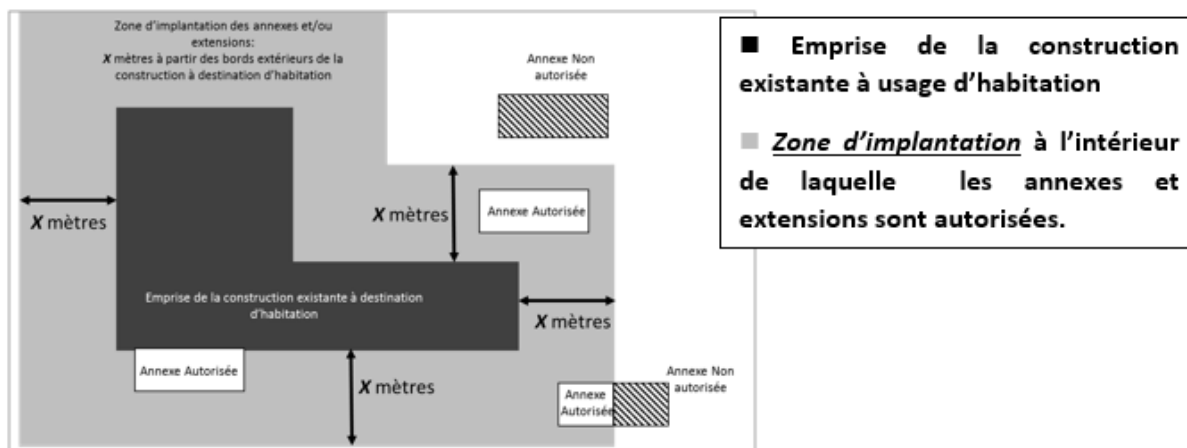 Zone d'implantation des annexes et/ou
extensions:
X mètres à partir des bords extérieurs de la
construction à destination d'habitation
Annexe Non
autorisée
X mètres
X mètres
Annexe Autorisée
Emprise de la construction existante à destination
d'habitation
X mètres
Annexe Autorisée
X mètres
Annexe
Autorisée
Annexe Non
autorisée
■ Emprise de la construction
existante à usage d'habitation
■ Zone d'implantation à l'intérieur
de laquelle les annexes et
extensions sont autorisées.